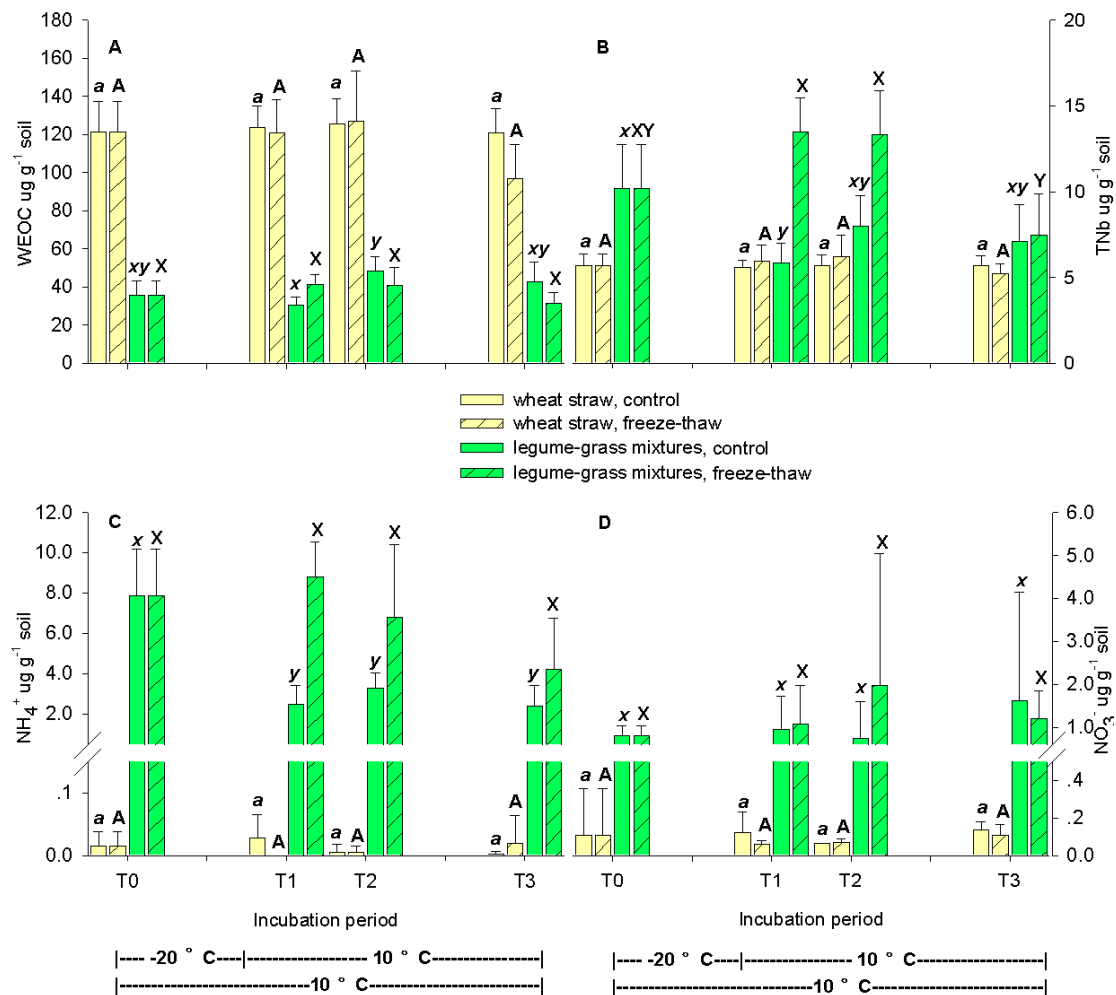 180
160
140
120
100
80
60
40
20
0
WEOC ug g⁻¹ soil
A
a A
xy X
a A
x X
a A
y X
a A
xy X
B
a A
x XY
a A
y X
a A
xy X
a A
xy Y
20
15
10
5
0
TNb ug g⁻¹ soil
wheat straw, control
wheat straw, freeze-thaw
legume-grass mixtures, control
legume-grass mixtures, freeze-thaw
12.0
10.0
8.0
6.0
4.0
2.0
.1
0.0
NH₄⁺ ug g⁻¹ soil
C
x X
a A
y X
a A
y X
a A
y X
a A
D
x X
a A
x X
a A
x X
a A
x X
a A
6.0
5.0
4.0
3.0
2.0
1.0
.4
.2
0.0
NO₃⁻ ug g⁻¹ soil
T0 T1 T2 T3
T0 T1 T2 T3
Incubation period
Incubation period
|---- -20 ° C----|--------------- 10 ° C--------------------|
|------------------------10 ° C-----------------------------|
|---- -20 ° C----|--------------- 10 ° C--------------------|
|------------------------10 ° C-----------------------------|